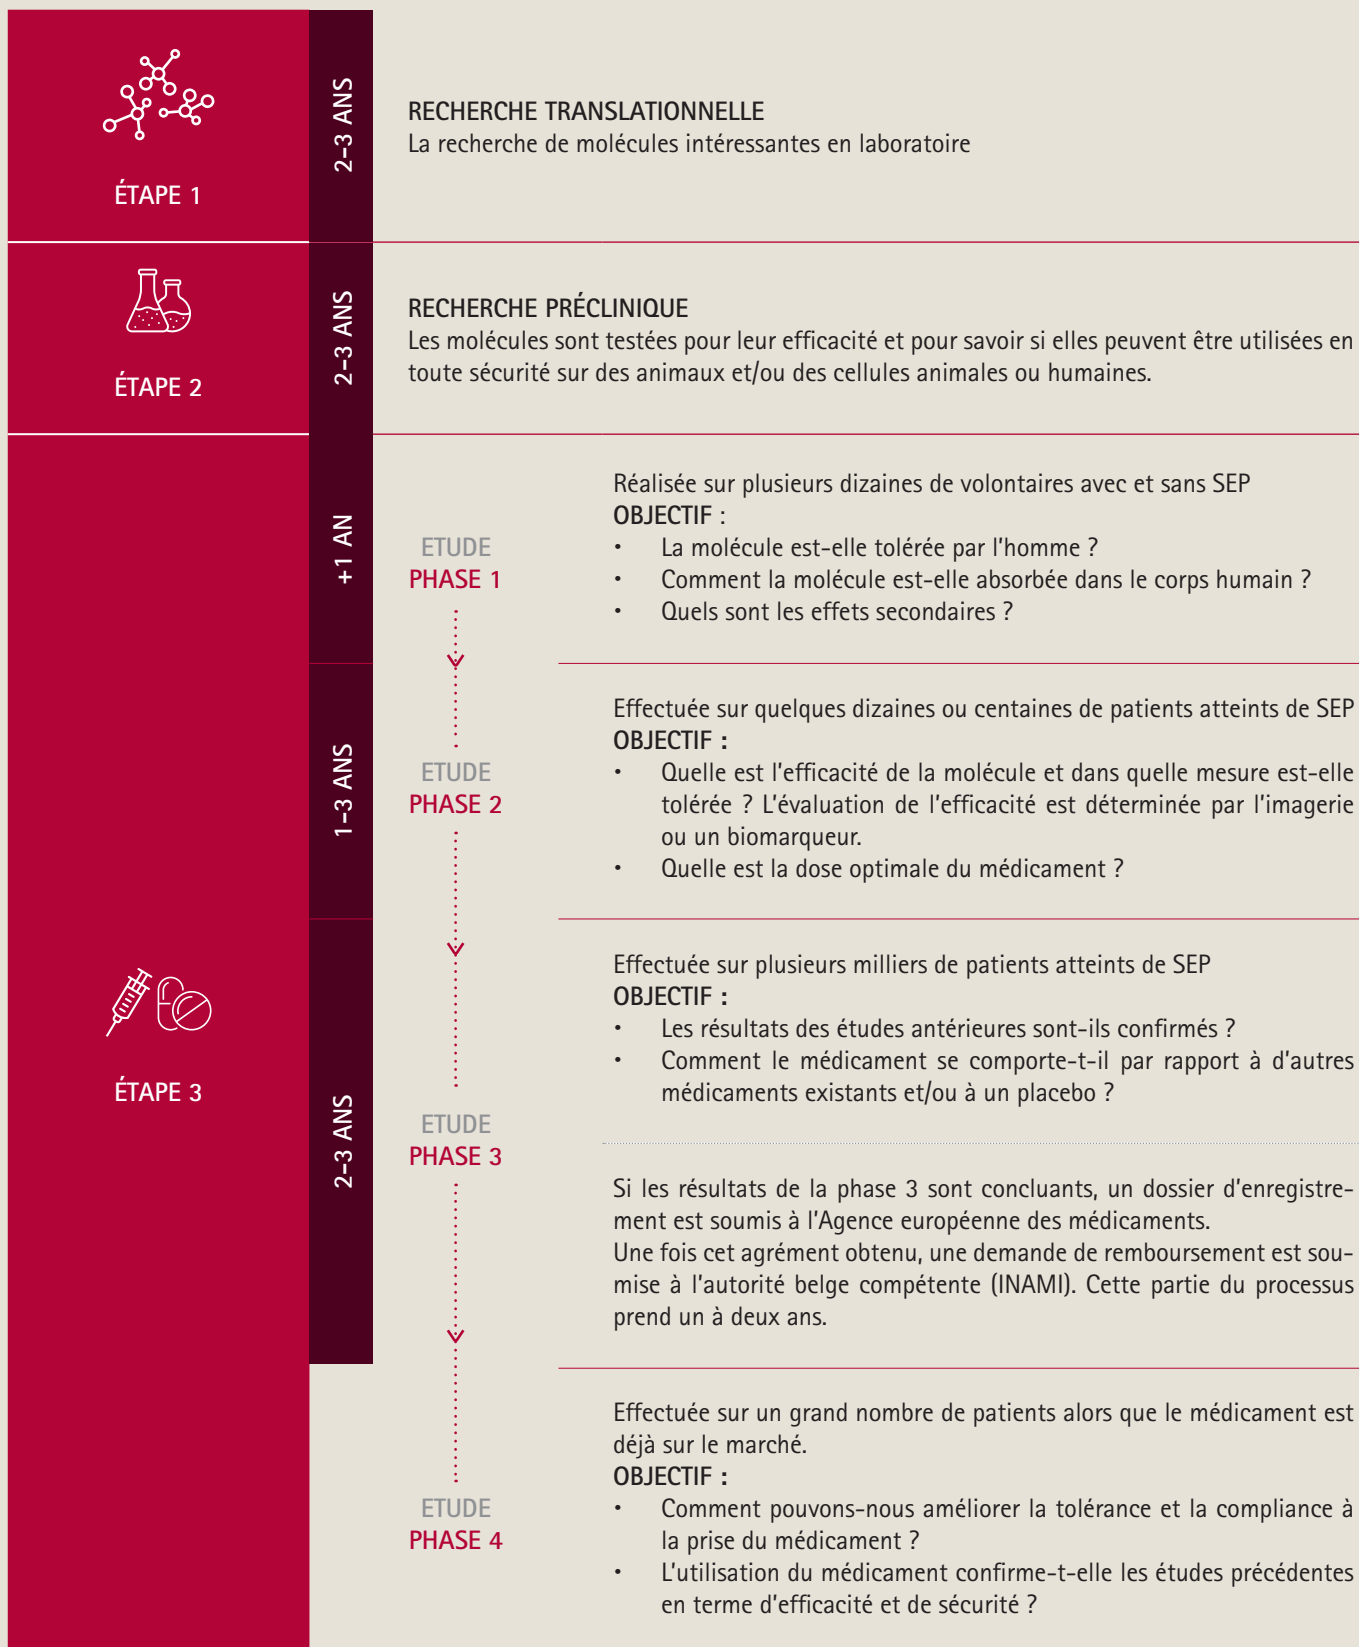 ÉTAPE 1
2-3 ANS
RECHERCHE TRANSLATIONNELLE
La recherche de molécules intéressantes en laboratoire
ÉTAPE 2
2-3 ANS
RECHERCHE PRÉCLINIQUE
Les molécules sont testées pour leur efficacité et pour savoir si elles peuvent être utilisées en
toute sécurité sur des animaux et/ou des cellules animales ou humaines.
ÉTAPE 3
+1 AN
ETUDE
PHASE 1
Réalisée sur plusieurs dizaines de volontaires avec et sans SEP
OBJECTIF :
• La molécule est-elle tolérée par l'homme ?
• Comment la molécule est-elle absorbée dans le corps humain ?
• Quels sont les effets secondaires ?
1-3 ANS
ETUDE
PHASE 2
Effectuée sur quelques dizaines ou centaines de patients atteints de SEP
OBJECTIF :
• Quelle est l'efficacité de la molécule et dans quelle mesure est-elle
tolérée ? L'évaluation de l'efficacité est déterminée par l'imagerie
ou un biomarqueur.
• Quelle est la dose optimale du médicament ?
2-3 ANS
ETUDE
PHASE 3
Effectuée sur plusieurs milliers de patients atteints de SEP
OBJECTIF :
• Les résultats des études antérieures sont-ils confirmés ?
• Comment le médicament se comporte-t-il par rapport à d'autres
médicaments existants et/ou à un placebo ?
Si les résultats de la phase 3 sont concluants, un dossier d'enregistre-
ment est soumis à l'Agence européenne des médicaments.
Une fois cet agrément obtenu, une demande de remboursement est sou-
mise à l'autorité belge compétente (INAMI). Cette partie du processus
prend un à deux ans.
ETUDE
PHASE 4
Effectuée sur un grand nombre de patients alors que le médicament est
déjà sur le marché.
OBJECTIF :
• Comment pouvons-nous améliorer la tolérance et la compliance à
la prise du médicament ?
• L'utilisation du médicament confirme-t-elle les études précédentes
en terme d'efficacité et de sécurité ?